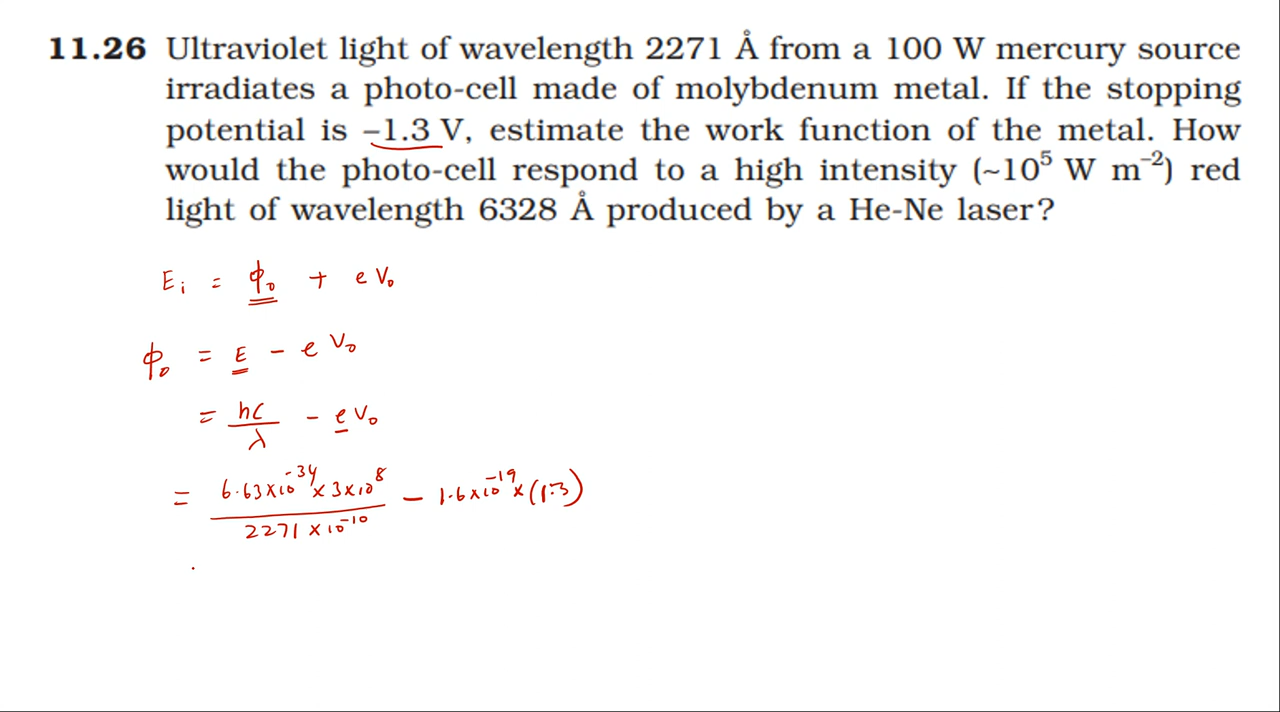 11.26 Ultraviolet light of wavelength 2271 Å from a 100 W mercury source
irradiates a photo-cell made of molybdenum metal. If the stopping
potential is –1.3 V, estimate the work function of the metal. How
would the photo-cell respond to a high intensity (~10⁵ W m⁻²) red
light of wavelength 6328 Å produced by a He-Ne laser?
Eᵢ = ϕ₀ + e V₀
ϕ₀ = E - e V₀
= hc/λ - e V₀
= 6.63×10⁻³⁴ × 3×10⁸ / 2271 × 10⁻¹⁰ - 1.6×10⁻¹⁹ × (1.3)